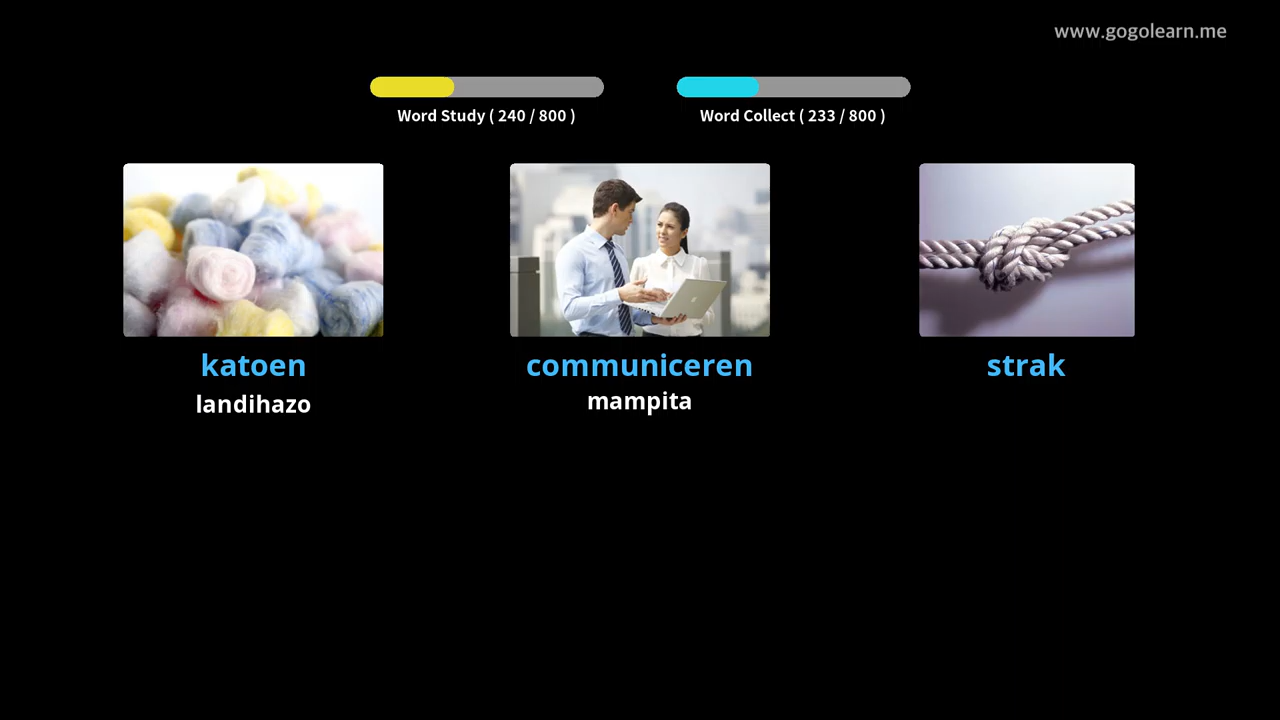 www.gogolearn.me
Word Study ( 240 / 800 )
Word Collect ( 233 / 800 )
katoen
communiceren
strak
landihazo
mampita